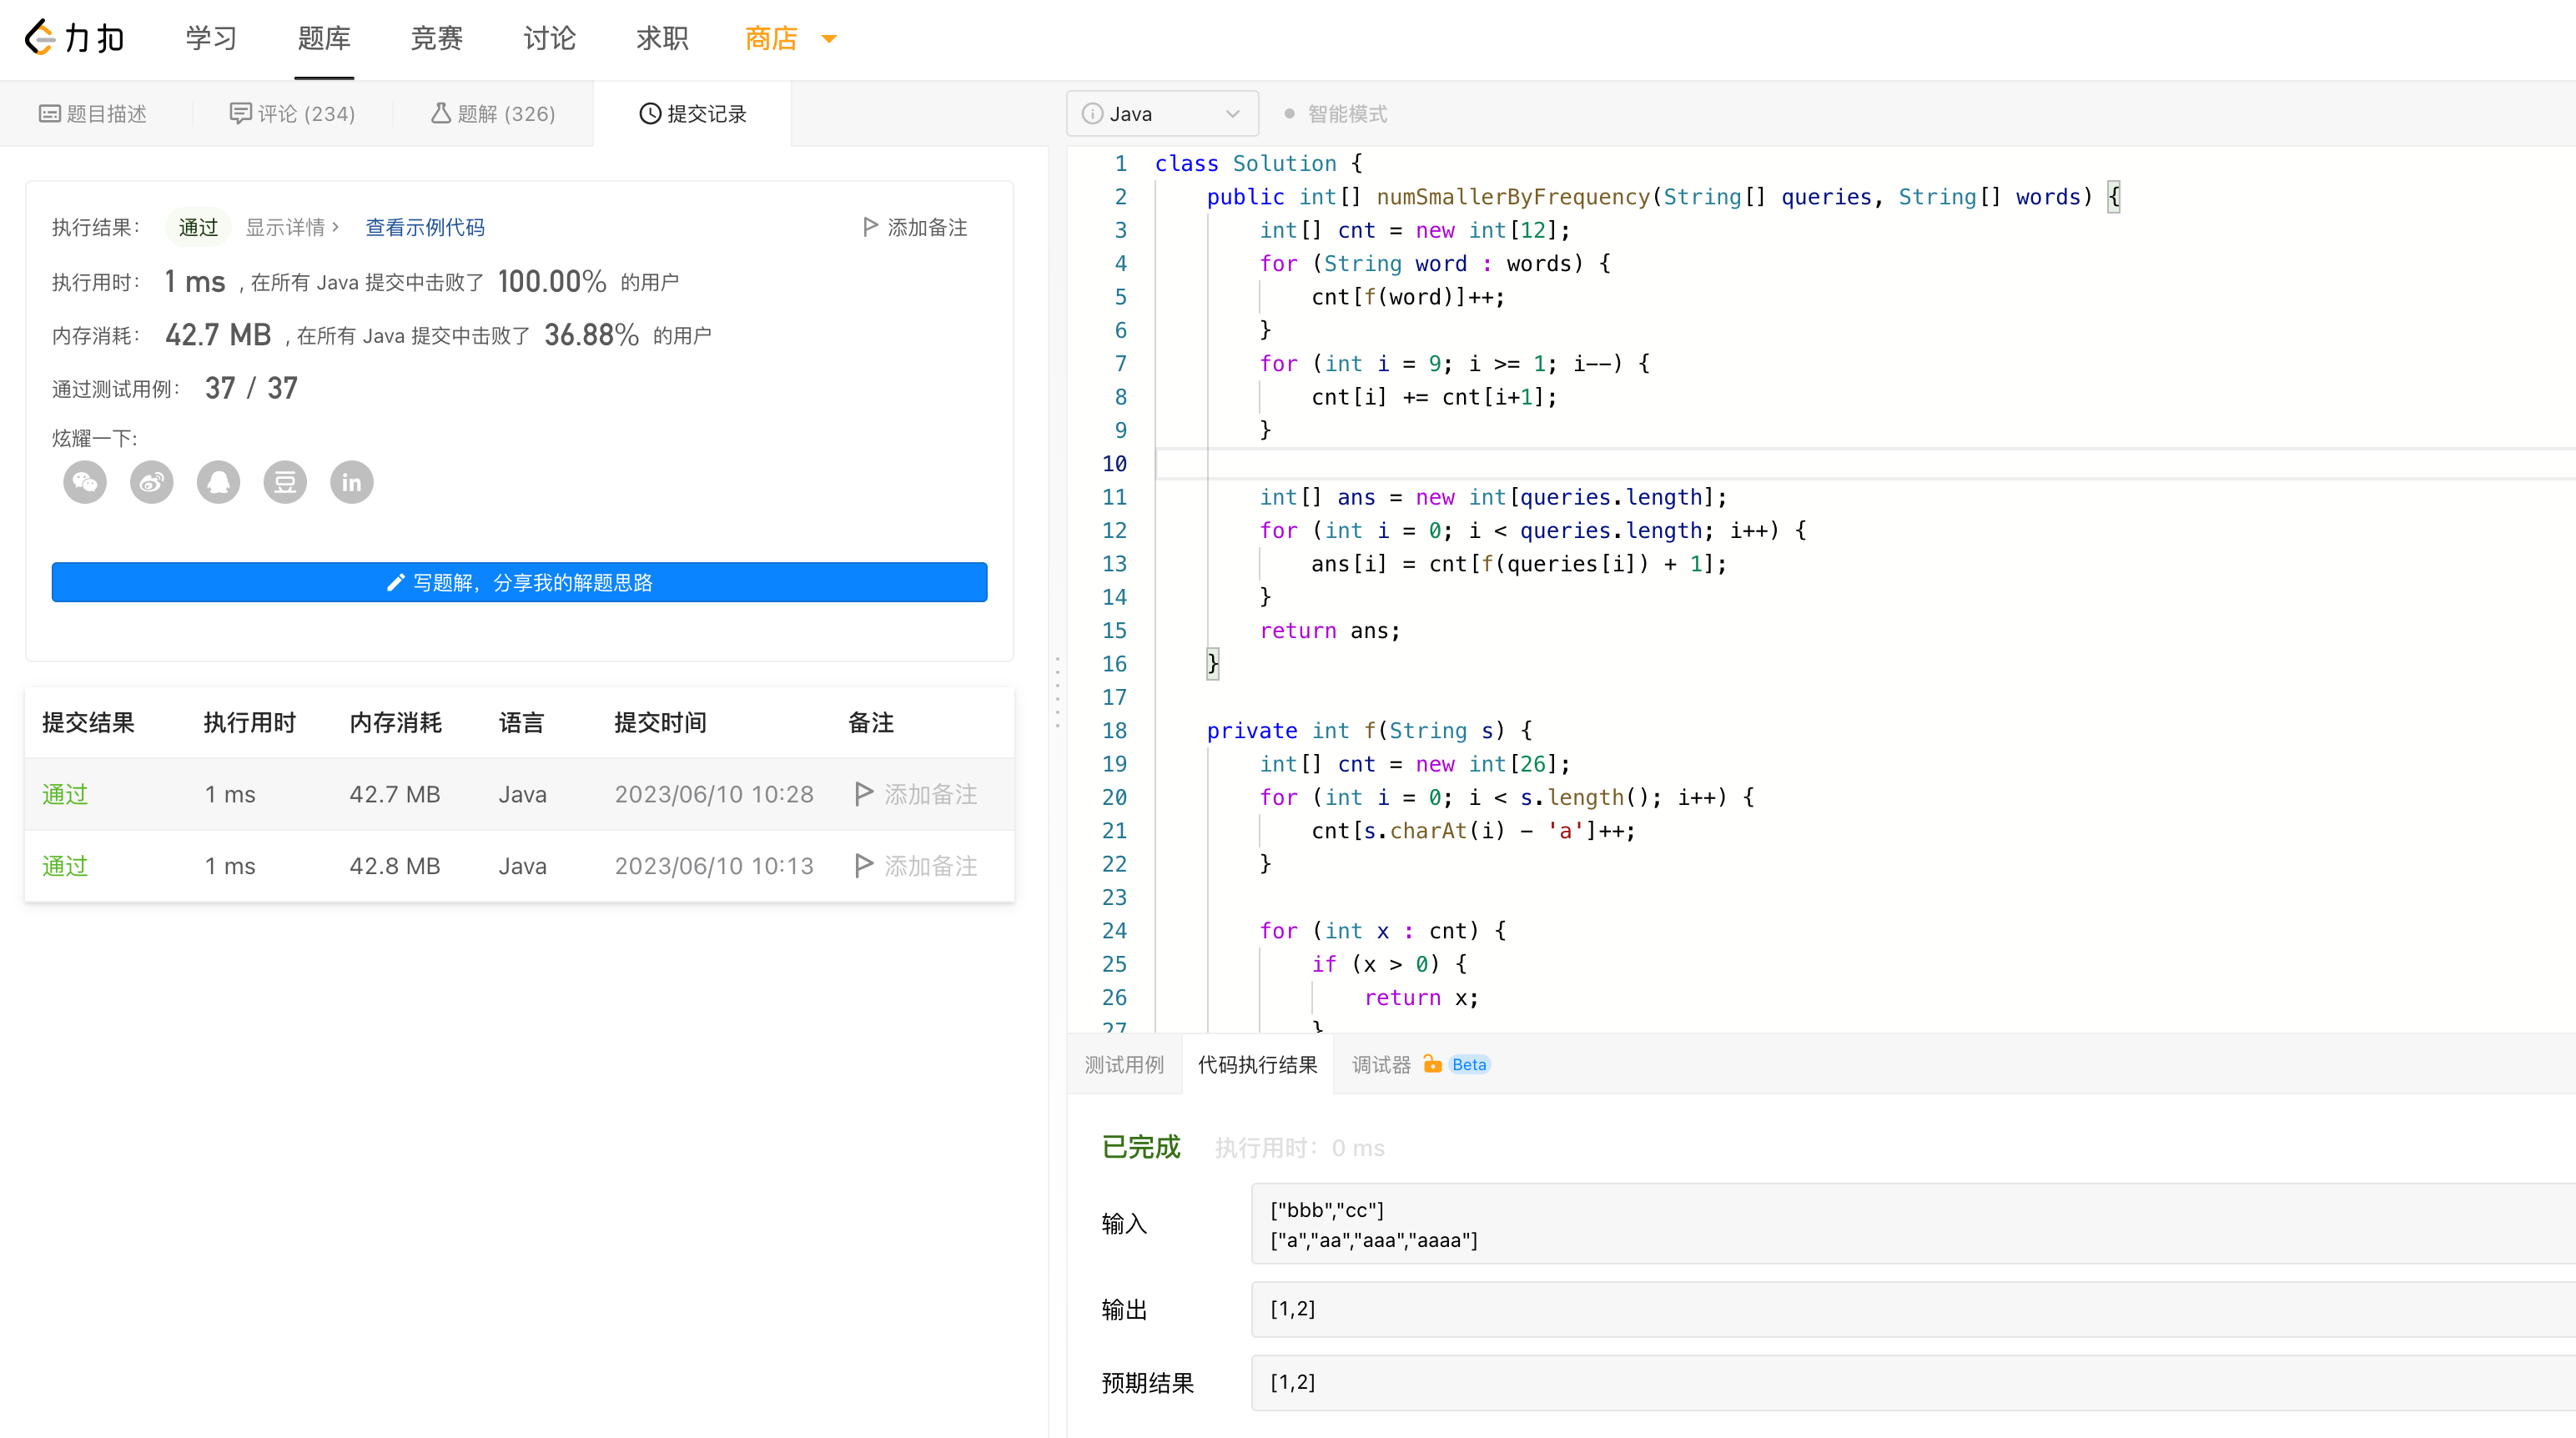 力扣 学习 题库 竞赛 讨论 求职 商店
题目描述 评论 (234) 题解 (326) 提交记录
执行结果： 通过 显示详情 › 查看示例代码 添加备注
执行用时： 1 ms , 在所有 Java 提交中击败了 100.00% 的用户
内存消耗： 42.7 MB , 在所有 Java 提交中击败了 36.88% 的用户
通过测试用例： 37 / 37
炫耀一下:
豆 in
写题解，分享我的解题思路
提交结果 执行用时 内存消耗 语言 提交时间 备注
通过 1 ms 42.7 MB Java 2023/06/10 10:28 添加备注
通过 1 ms 42.8 MB Java 2023/06/10 10:13 添加备注
Java 智能模式
1 class Solution {
2 public int[] numSmallerByFrequency(String[] queries, String[] words) {
3 int[] cnt = new int[12];
4 for (String word : words) {
5 cnt[f(word)]++;
6 }
7 for (int i = 9; i >= 1; i--) {
8 cnt[i] += cnt[i+1];
9 }
10
11 int[] ans = new int[queries.length];
12 for (int i = 0; i < queries.length; i++) {
13 ans[i] = cnt[f(queries[i]) + 1];
14 }
15 return ans;
16 }
17
18 private int f(String s) {
19 int[] cnt = new int[26];
20 for (int i = 0; i < s.length(); i++) {
21 cnt[s.charAt(i) - 'a']++;
22 }
23
24 for (int x : cnt) {
25 if (x > 0) {
26 return x;
27 }
测试用例 代码执行结果 调试器 Beta
已完成 执行用时：0 ms
输入
["bbb","cc"]
["a","aa","aaa","aaaa"]
输出 [1,2]
预期结果 [1,2]